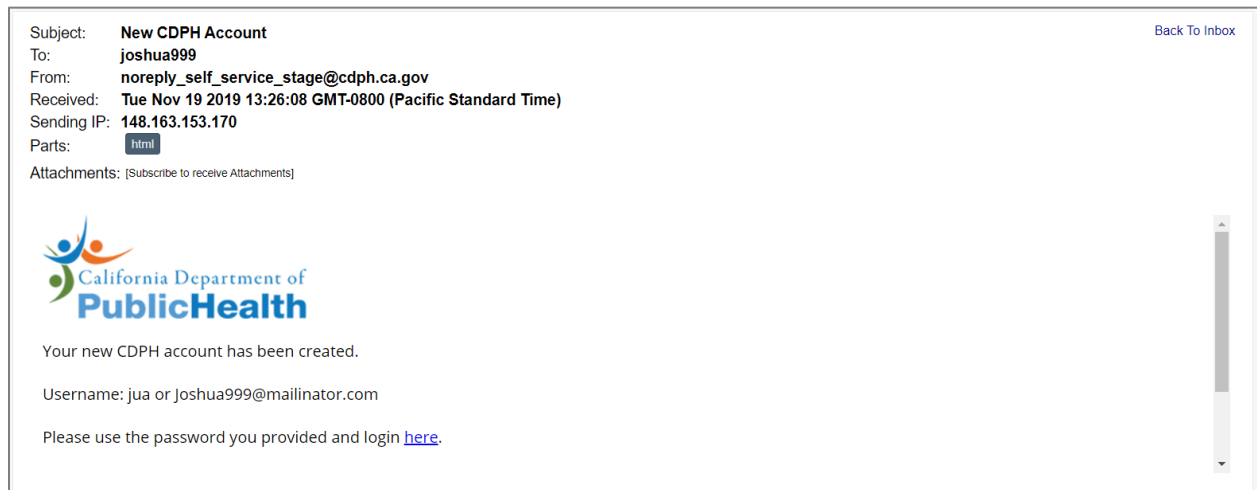 Subject: New CDPH Account Back To Inbox
To: joshua999
From: noreply_self_service_stage@cdph.ca.gov
Received: Tue Nov 19 2019 13:26:08 GMT-0800 (Pacific Standard Time)
Sending IP: 148.163.153.170
Parts: html
Attachments: [Subscribe to receive Attachments]
California Department of
PublicHealth
Your new CDPH account has been created.
Username: jua or Joshua999@mailinator.com
Please use the password you provided and login here.